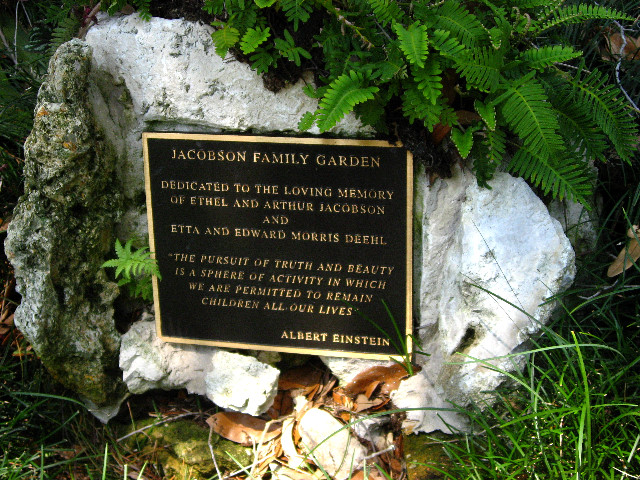 JACOBSON FAMILY GARDEN
DEDICATED TO THE LOVING MEMORY
OF ETHEL AND ARTHUR JACOBSON
AND
ETTA AND EDWARD MORRIS DEEHL
"THE PURSUIT OF TRUTH AND BEAUTY
IS A SPHERE OF ACTIVITY IN WHICH
WE ARE PERMITTED TO REMAIN
CHILDREN ALL OUR LIVES"
ALBERT EINSTEIN